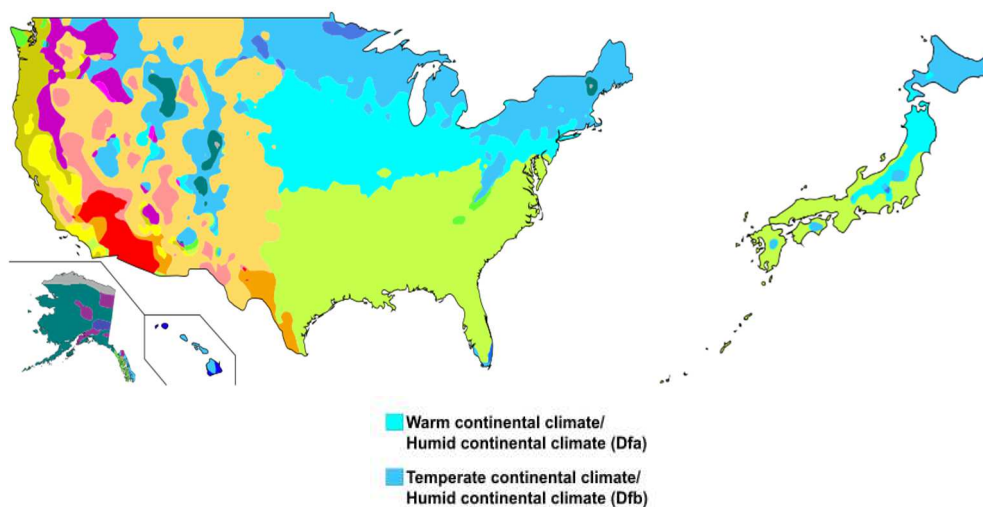 Warm continental climate/
Humid continental climate (Dfa)
Temperate continental climate/
Humid continental climate (Dfb)